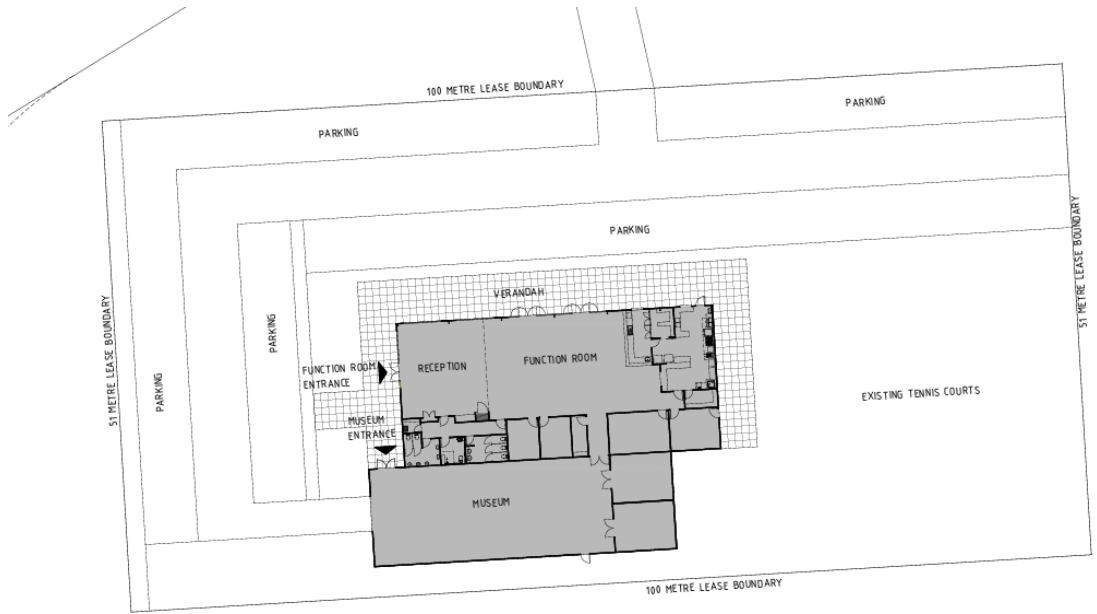 100 METRE LEASE BOUNDARY
PARKING
PARKING
PARKING
VERANDAH
51 METRE LEASE BOUNDARY
51 METRE LEASE BOUNDARY
PARKING
PARKING
FUNCTION ROOM
ENTRANCE
RECEPTION
FUNCTION ROOM
MUSEUM
ENTRANCE
EXISTING TENNIS COURTS
MUSEUM
100 METRE LEASE BOUNDARY